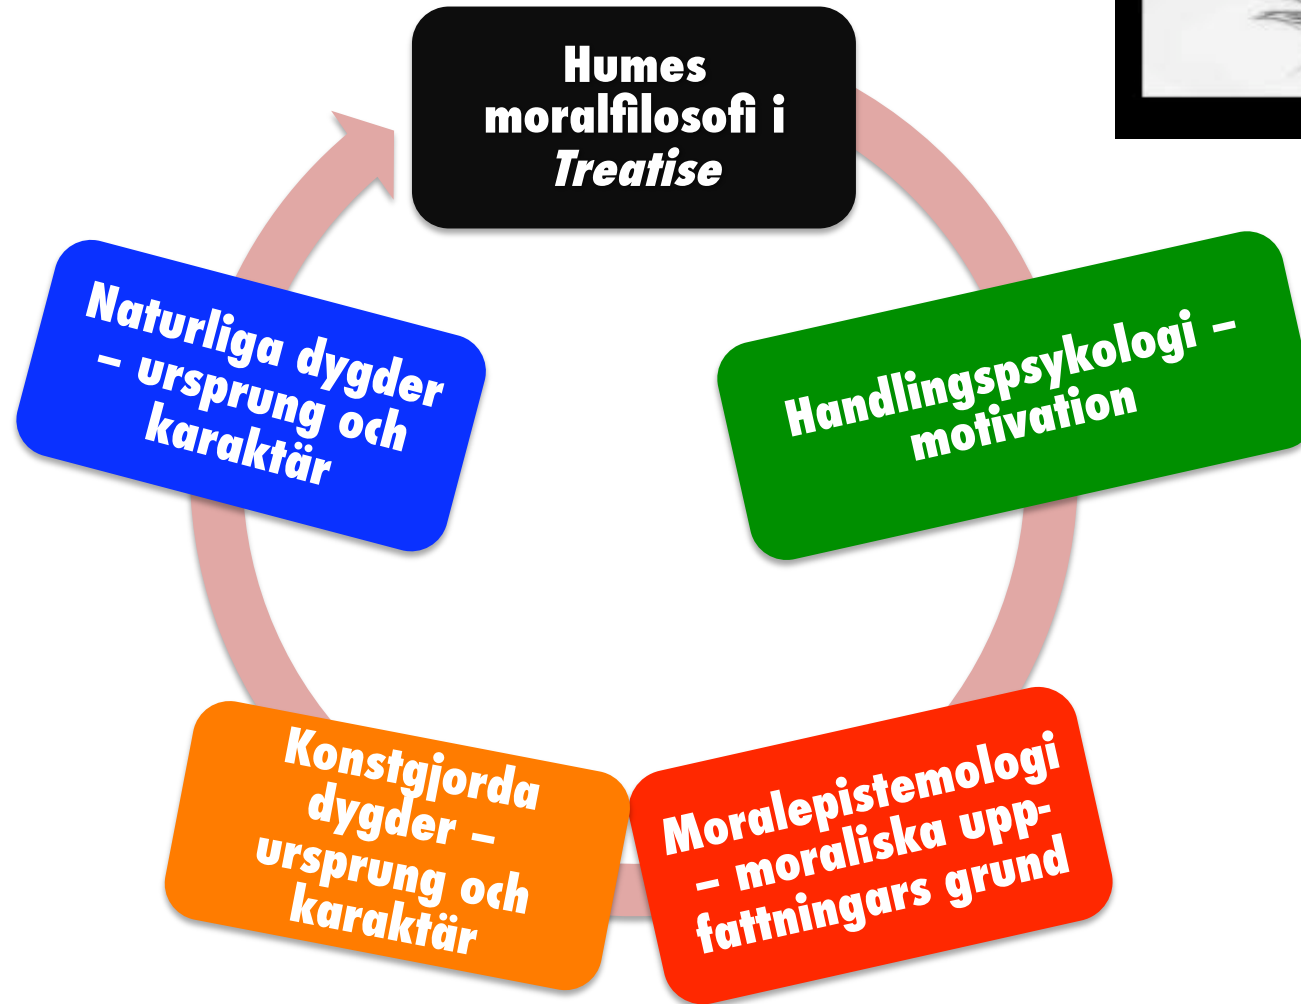 Humes
moralfilosofi i
Treatise
Handlingspsykologi –
motivation
Moralepistemologi
– moraliska upp-
fattningars grund
Konstgjorda
dygder –
ursprung och
karaktär
Naturliga dygder
– ursprung och
karaktär